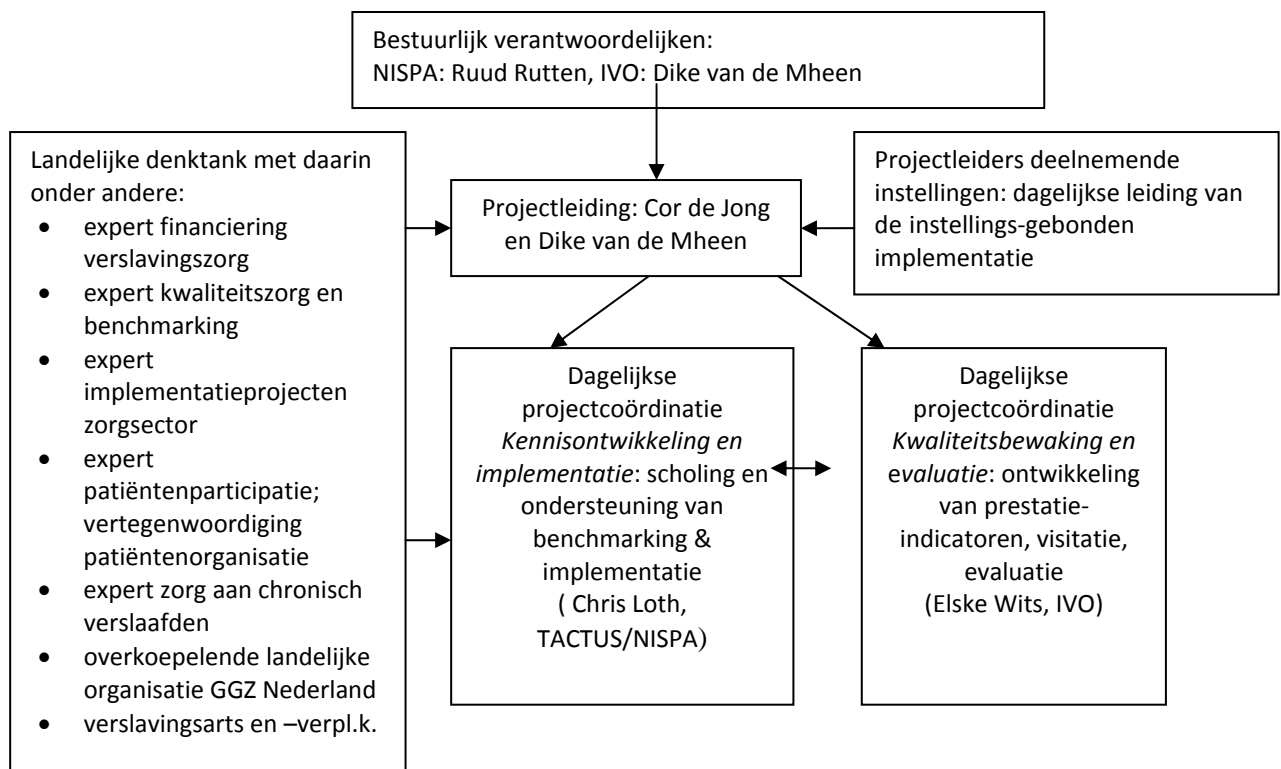 Bestuurlijk verantwoordelijken:
NISPA: Ruud Rutten, IVO: Dike van de Mheen
Landelijke denktank met daarin
onder andere:
• expert financiering
verslavingszorg
• expert kwaliteitszorg en
benchmarking
• expert
implementatieprojecten
zorgsector
• expert
patiëntenparticipatie;
vertegenwoordiging
patiëntenorganisatie
• expert zorg aan chronisch
verslaafden
• overkoepelende landelijke
organisatie GGZ Nederland
• verslavingsarts en –verpl.k.
Projectleiding: Cor de Jong
en Dike van de Mheen
Projectleiders deelnemende
instellingen: dagelijkse leiding van
de instellings-gebonden
implementatie
Dagelijkse
projectcoördinatie
Kennisontwikkeling en
implementatie: scholing en
ondersteuning van
benchmarking &
implementatie
( Chris Loth,
TACTUS/NISPA)
Dagelijkse
projectcoördinatie
Kwaliteitsbewaking en
evaluatie: ontwikkeling
van prestatie-
indicatoren, visitatie,
evaluatie
(Elske Wits, IVO)